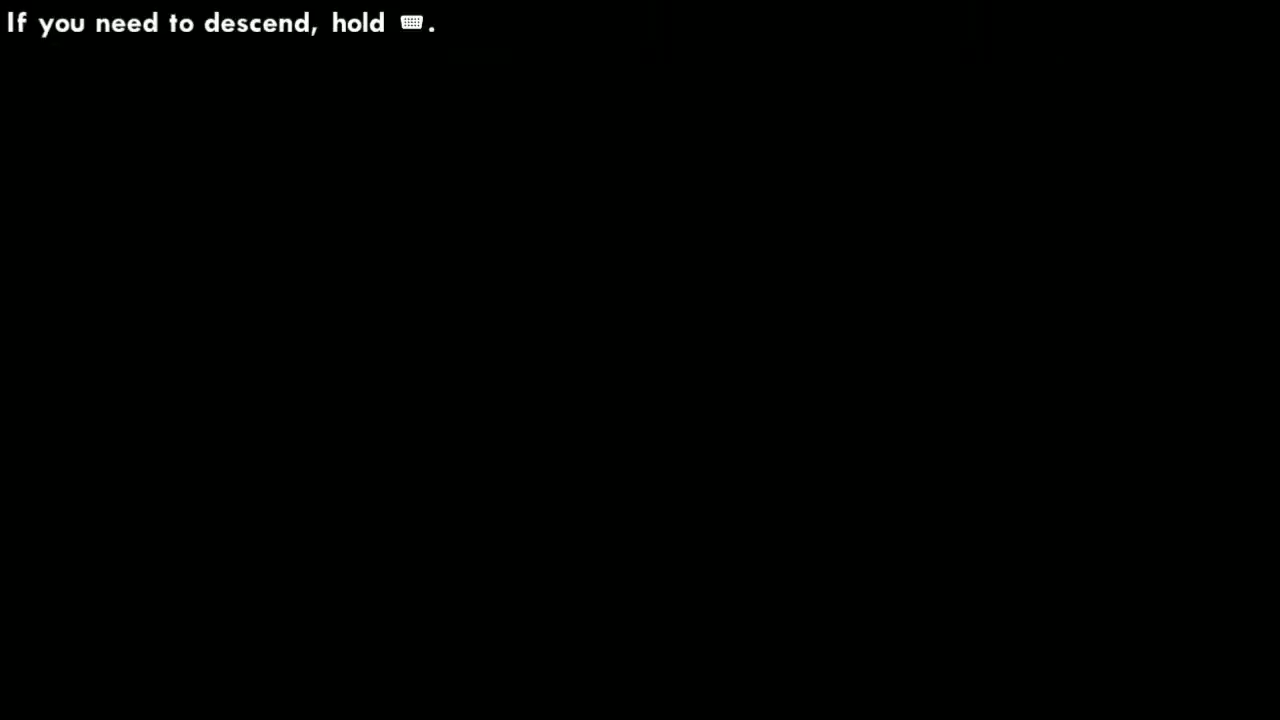 If you need to descend, hold ⌨.